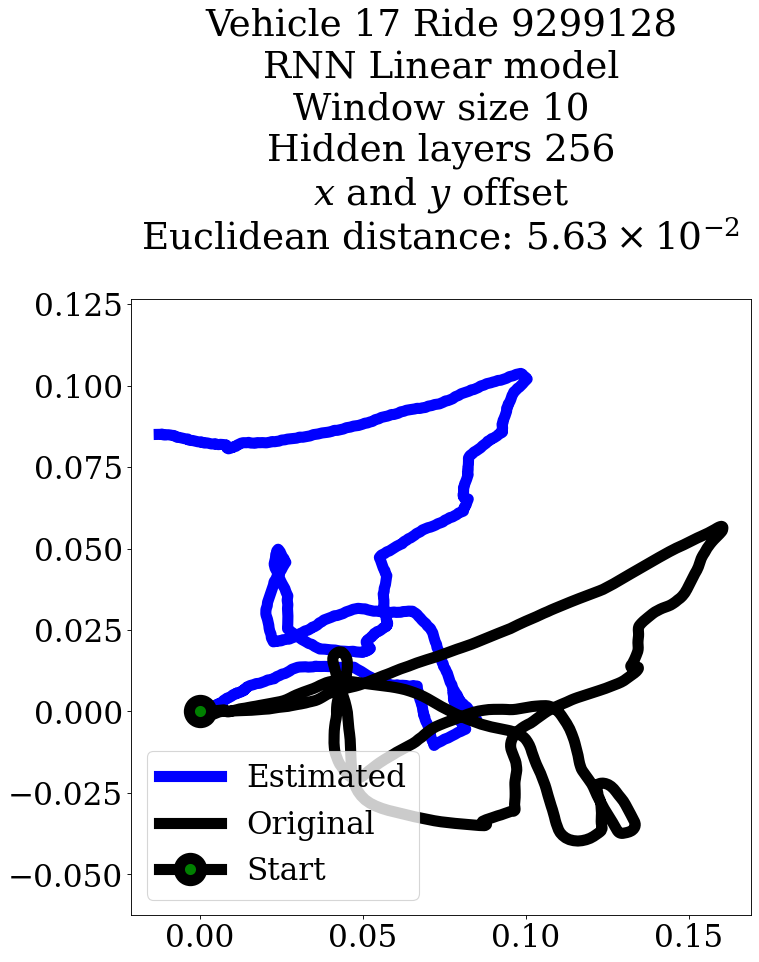 Vehicle 17 Ride 9299128
RNN Linear model
Window size 10
Hidden layers 256
x and y offset
Euclidean distance: 5.63 × 10⁻²
0.125
0.100
0.075
0.050
0.025
0.000
−0.025
−0.050
Estimated
Original
Start
0.00 0.05 0.10 0.15